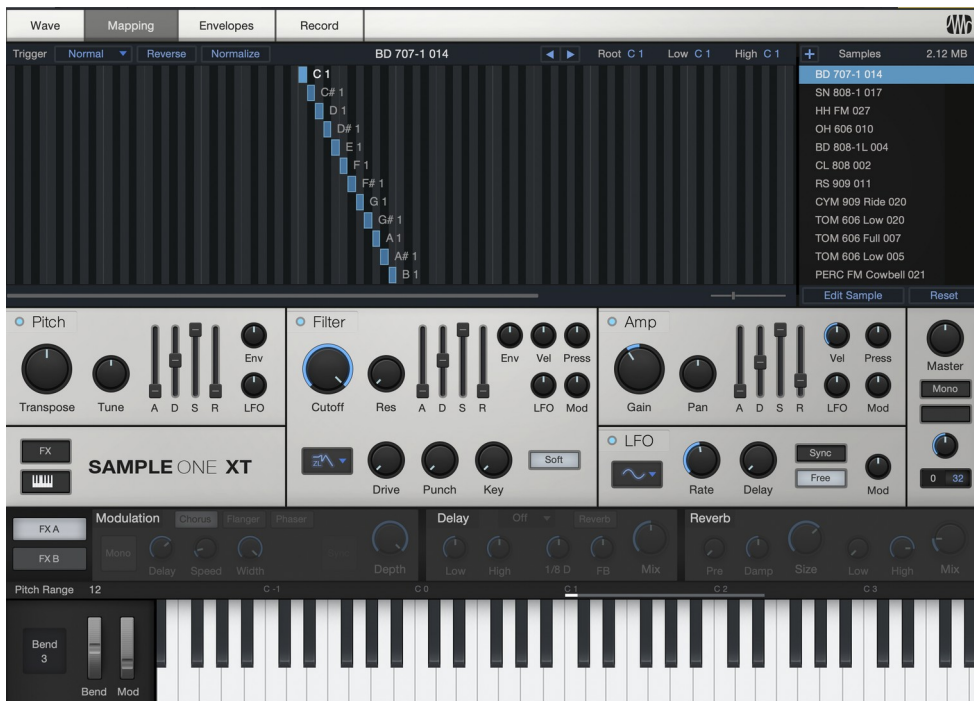 Wave Mapping Envelopes Record
Trigger Normal Reverse Normalize BD 707-1 014 Root C 1 Low C 1 High C 1 + Samples 2.12 MB
C 1
C# 1
D 1
D# 1
E 1
F 1
F# 1
G 1
G# 1
A 1
A# 1
B 1
BD 707-1 014
SN 808-1 017
HH FM 027
OH 606 010
BD 808-1L 004
CL 808 002
RS 909 011
CYM 909 Ride 020
TOM 606 Low 020
TOM 606 Full 007
TOM 606 Low 005
PERC FM Cowbell 021
Edit Sample Reset
Pitch
Env
Transpose Tune A D S R LFO
Filter
Env Vel Press
Cutoff Res A D S R LFO Mod
Drive Punch Key Soft
Amp
Vel Press
Gain Pan A D S R LFO Mod
Master
Mono
0 32
FX
SAMPLE ONE XT
LFO
Sync
Free
Rate Delay Mod
FX A
FX B
Modulation Chorus Flanger Phaser
Mono
Delay Speed Width Depth
Delay Off Reverb
Low High 1/8 D FB Mix
Reverb
Pre Damp Size Low High Mix
Pitch Range 12 C -1 C 0 C 1 C 2 C 3
Bend
3
Bend Mod